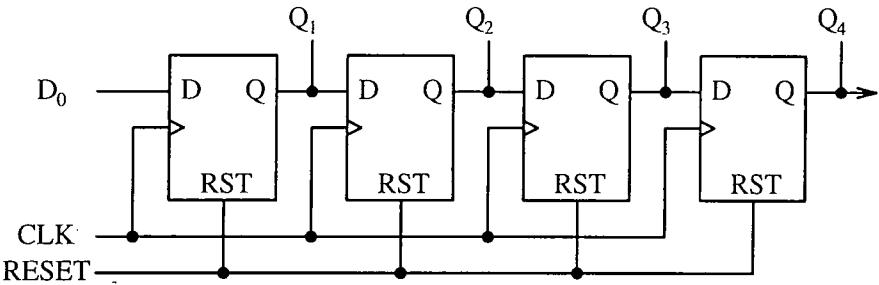 Q1 Q2 Q3 Q4
D0 D Q D Q D Q D Q
RST RST RST RST
CLK
RESET